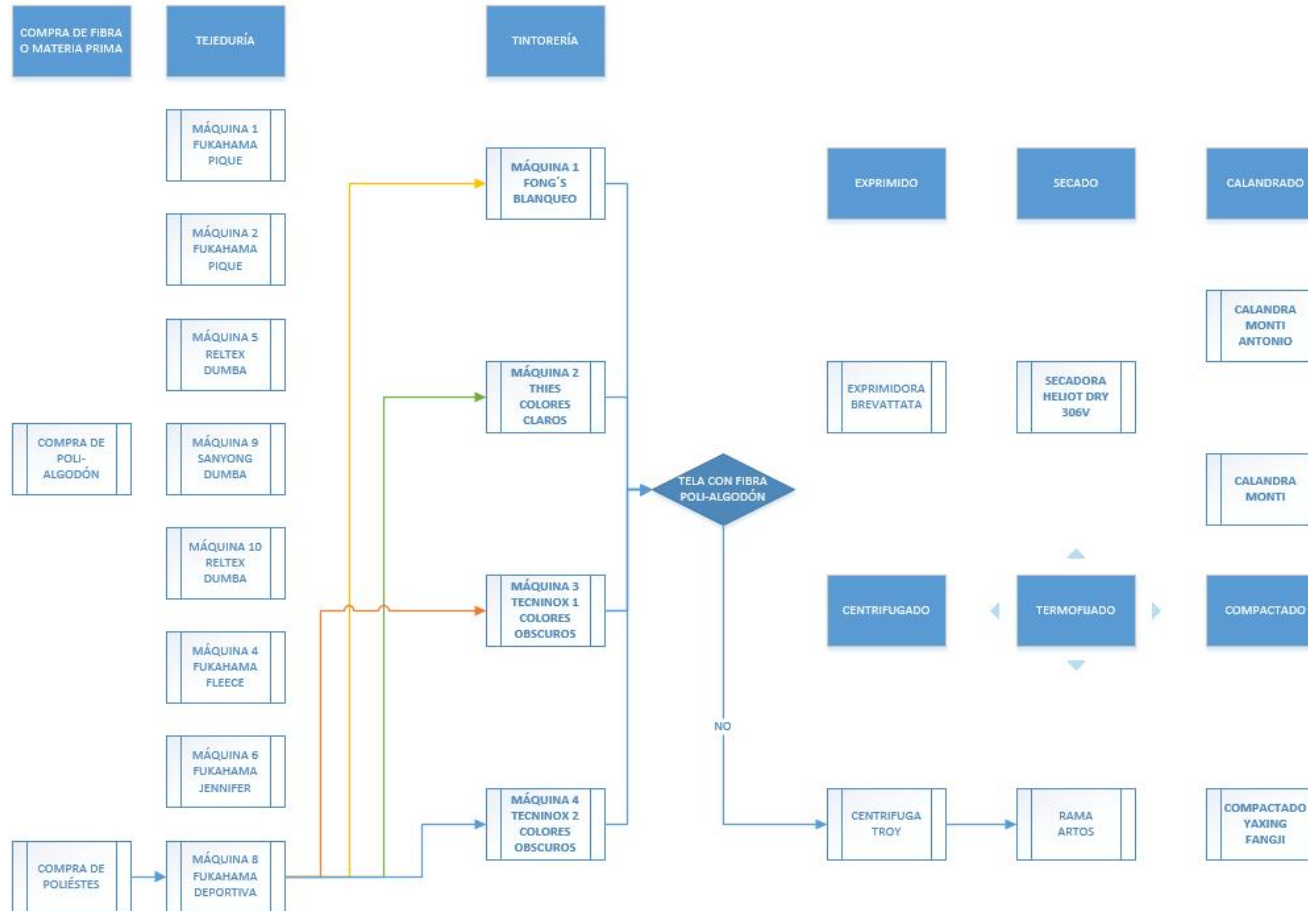 COMPRA DE FIBRA
O MATERIA PRIMA
TEJEDURÍA
TINTORERÍA
MÁQUINA 1
FUKAHAMA
PIQUE
MÁQUINA 2
FUKAHAMA
PIQUE
MÁQUINA 5
RELTEX
DUMBA
COMPRA DE
POLI-
ALGODÓN
MÁQUINA 9
SANYONG
DUMBA
MÁQUINA 10
RELTEX
DUMBA
MÁQUINA 4
FUKAHAMA
FLEECE
MÁQUINA 6
FUKAHAMA
JENNIFER
COMPRA DE
POLIÉSTES
MÁQUINA 8
FUKAHAMA
DEPORTIVA
MÁQUINA 1
FONG´S
BLANQUEO
MÁQUINA 2
THIES
COLORES
CLAROS
MÁQUINA 3
TECNINOX 1
COLORES
OBSCUROS
MÁQUINA 4
TECNINOX 2
COLORES
OBSCUROS
TELA CON FIBRA
POLI-ALGODÓN
NO
EXPRIMIDO
SECADO
CALANDRADO
EXPRIMIDORA
BREVATTATA
SECADORA
HELIOT DRY
306V
CALANDRA
MONTI
ANTONIO
CALANDRA
MONTI
CENTRIFUGADO
TERMOFIJADO
COMPACTADO
CENTRIFUGA
TROY
RAMA
ARTOS
COMPACTADO
YAXING
FANGJI